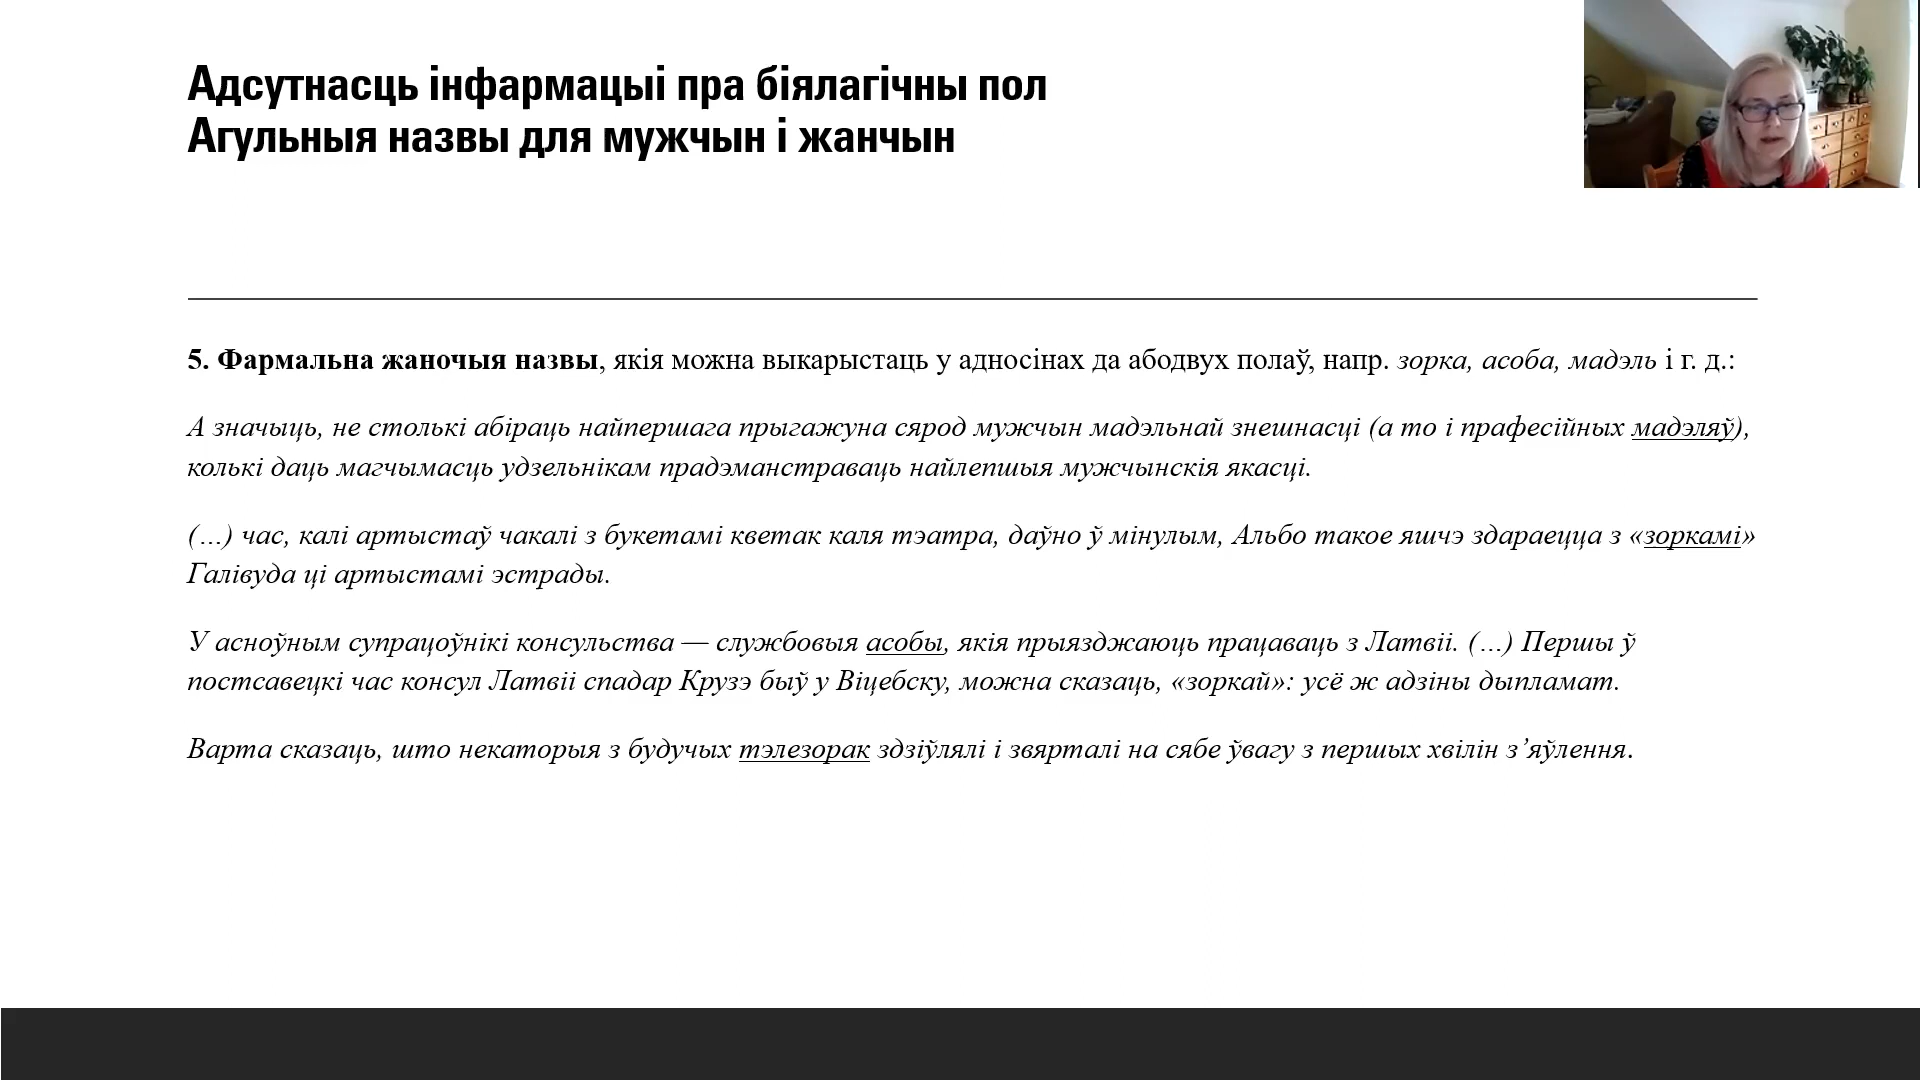 Адсутнасць інфармацыі пра біялагічны пол
Агульныя назвы для мужчын і жанчын
5. Фармальна жаночыя назвы, якія можна выкарыстаць у адносінах да абодвух полаў, напр. зорка, асоба, мадэль і г. д.:
А значыць, не столькі абіраць найпершага прыгажуна сярод мужчын мадэльнай знешнасці (а то і прафесійных мадэляў),
колькі даць магчымасць удзельнікам прадэманстраваць найлепшыя мужчынскія якасці.
(…) час, калі артыстаў чакалі з букетамі кветак каля тэатра, даўно ў мінулым, Альбо такое яшчэ здараецца з «зоркамі»
Галівуда ці артыстамі эстрады.
У асноўным супрацоўнікі консульства — службовыя асобы, якія прыязджаюць працаваць з Латвіі. (…) Першы ў
постсавецкі час консул Латвіі спадар Крузэ быў у Віцебску, можна сказаць, «зоркай»: усё ж адзіны дыпламат.
Варта сказаць, што некаторыя з будучых тэлезорак здзіўлялі і звярталі на сябе ўвагу з першых хвілін з’яўлення.